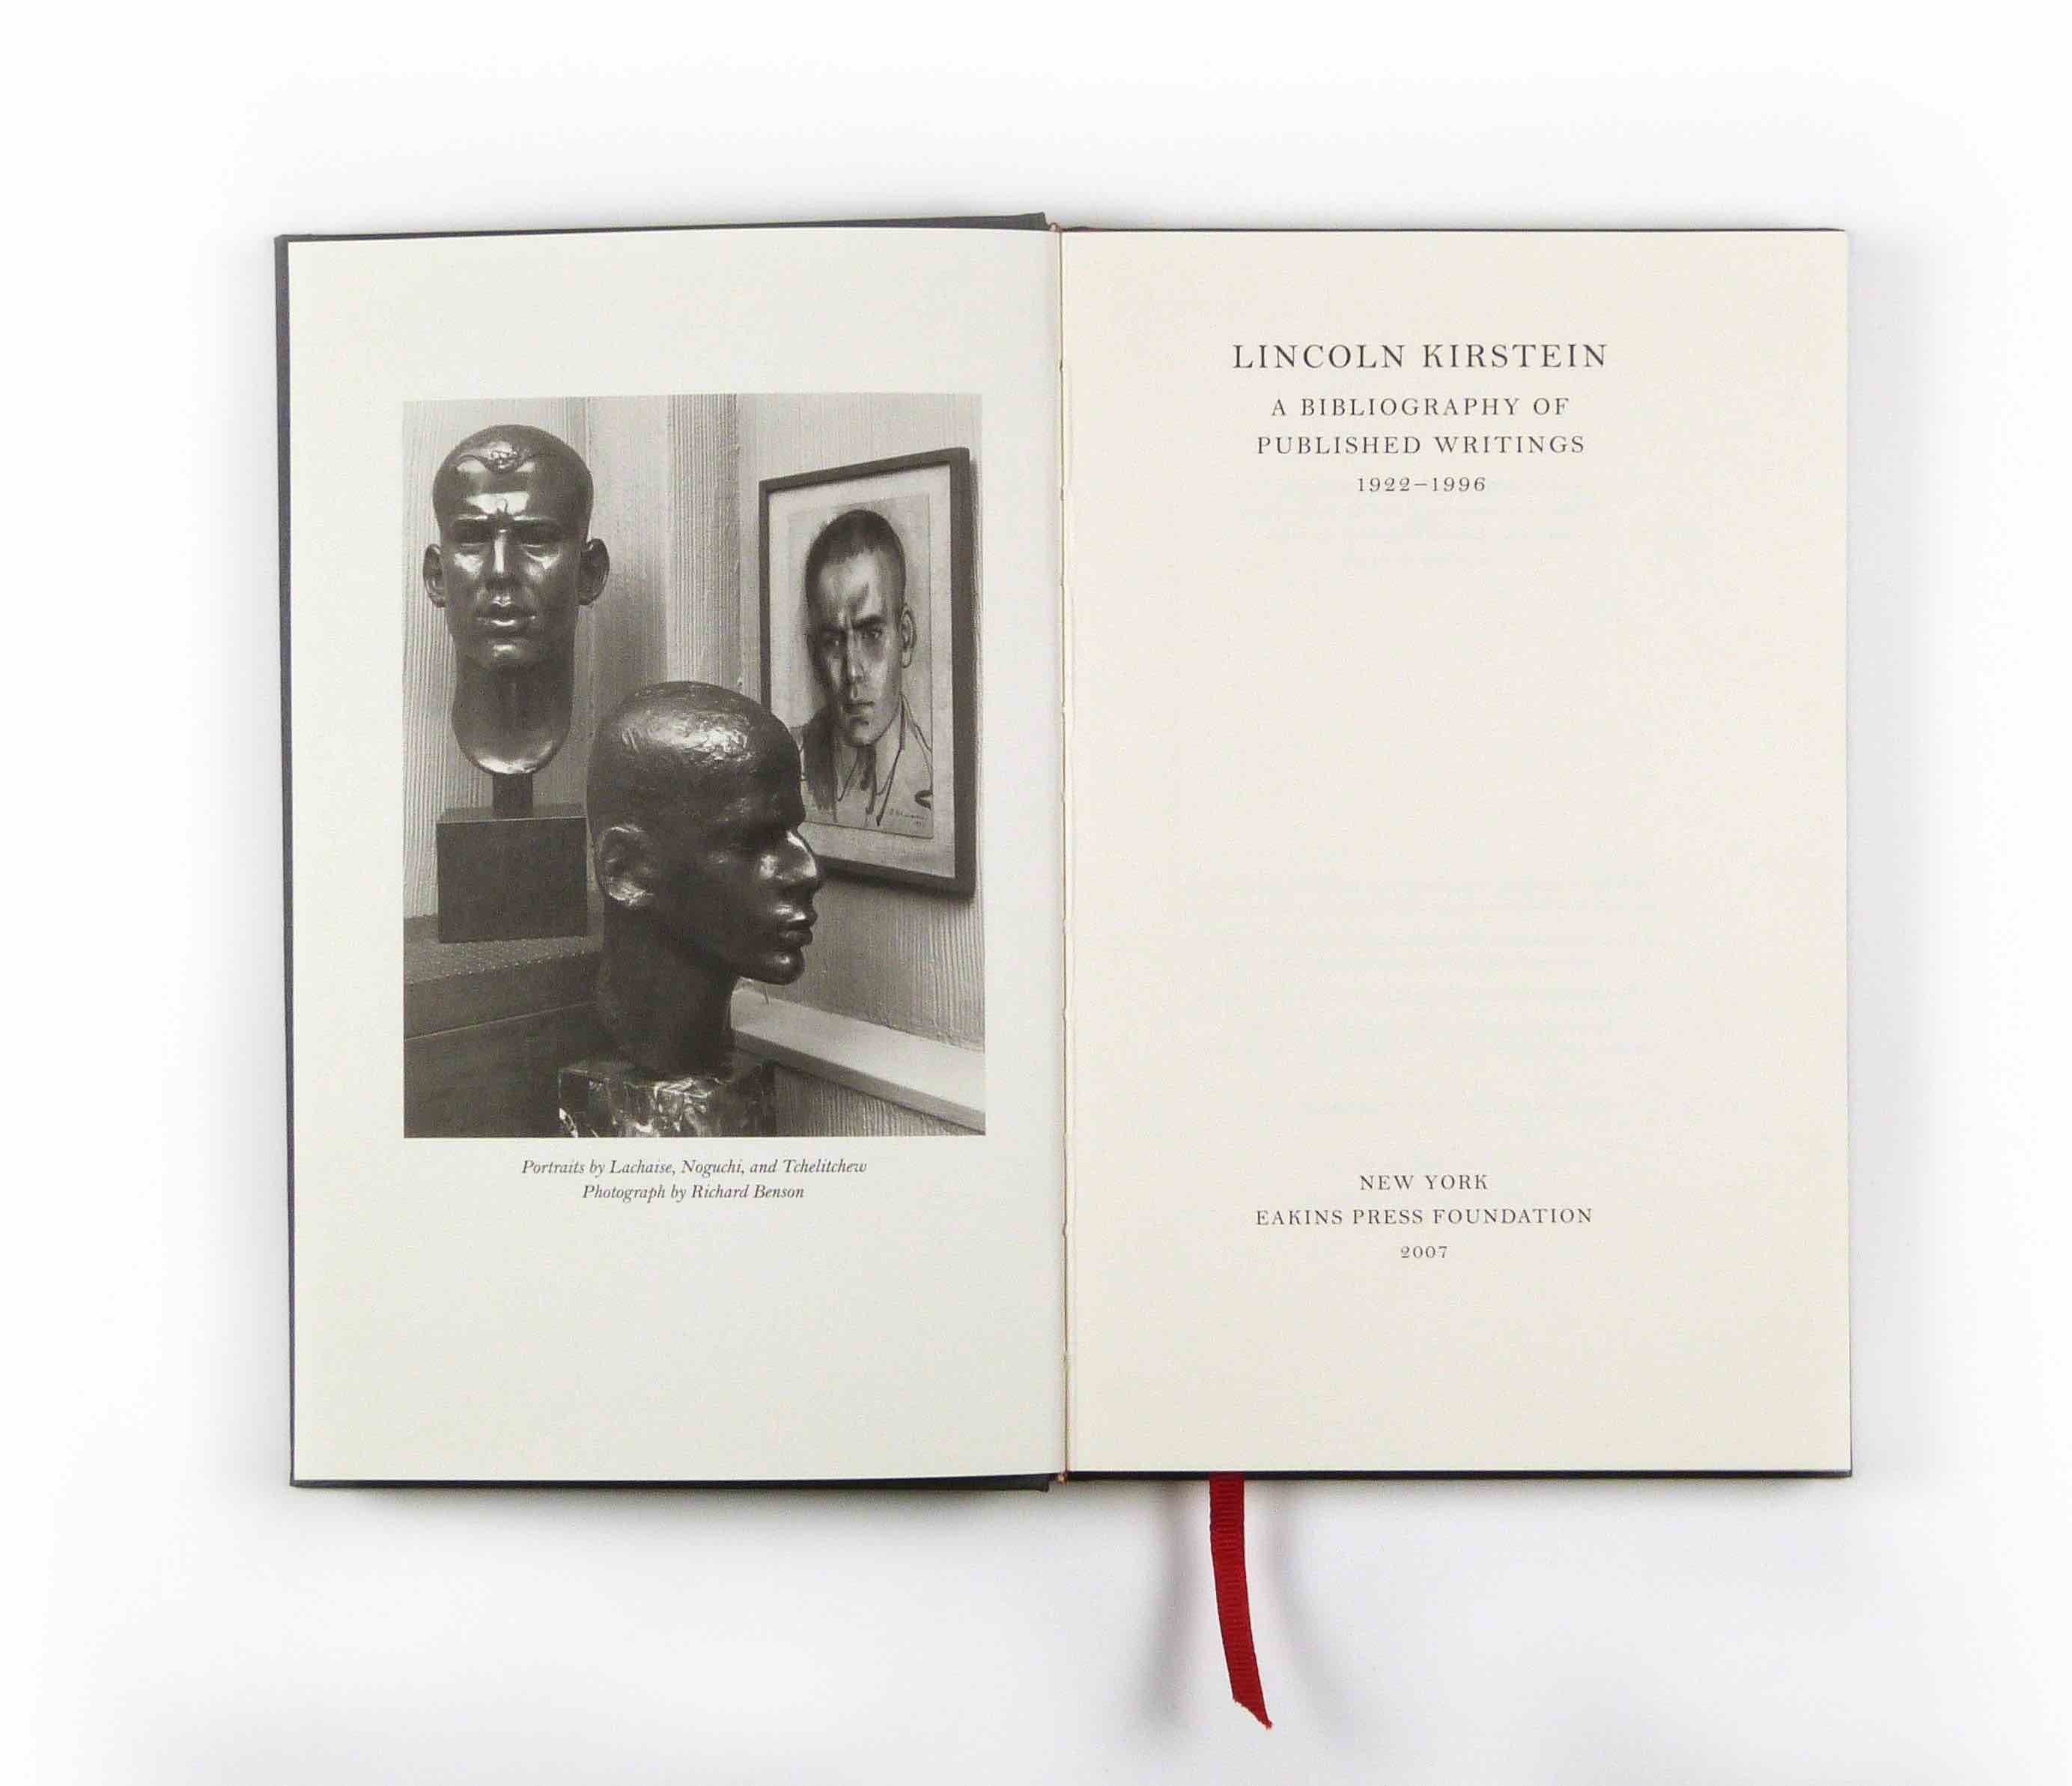 Portraits by Lachaise, Noguchi, and Tchelitchew
Photograph by Richard Benson
LINCOLN KIRSTEIN
A BIBLIOGRAPHY OF
PUBLISHED WRITINGS
1922–1996
NEW YORK
EAKINS PRESS FOUNDATION
2007